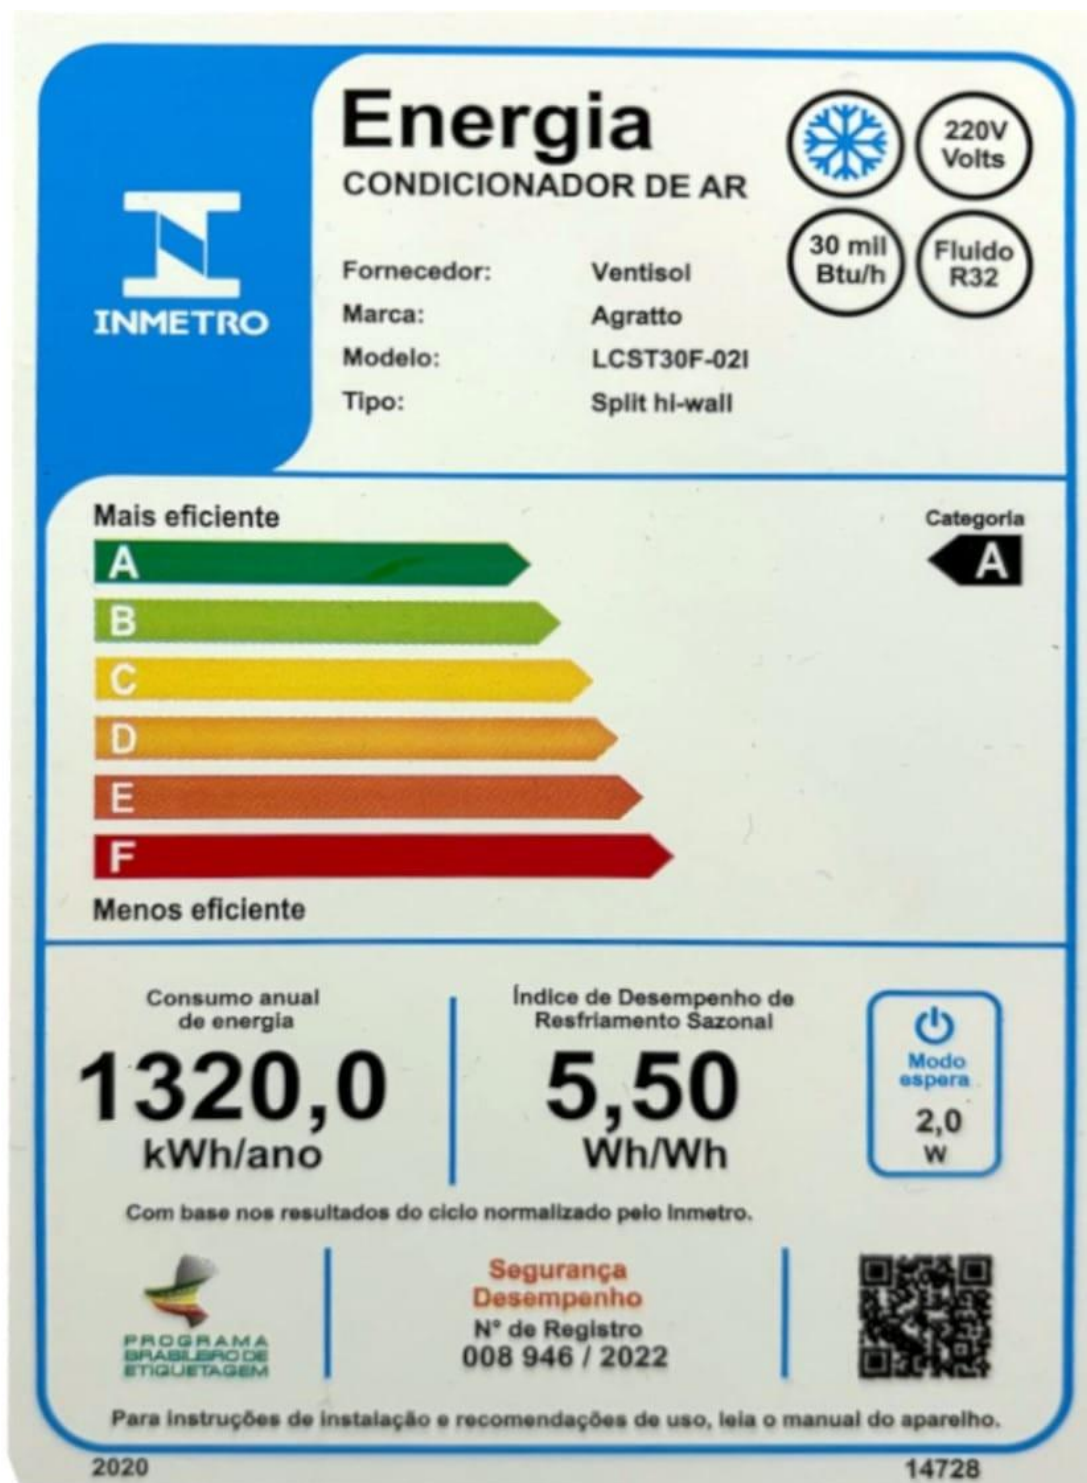 Energia
CONDICIONADOR DE AR
220V
Volts
30 mil
Btu/h
Fluido
R32
INMETRO
Fornecedor: Ventisol
Marca: Agratto
Modelo: LCST30F-02I
Tipo: Split hi-wall
Mais eficiente
Categoria
A
A
B
C
D
E
F
Menos eficiente
Consumo anual
de energia
1320,0
kWh/ano
Índice de Desempenho de
Resfriamento Sazonal
5,50
Wh/Wh
Modo
espera
2,0
W
Com base nos resultados do ciclo normalizado pelo Inmetro.
PROGRAMA
BRASILEIRO DE
ETIQUETAGEM
Segurança
Desempenho
N° de Registro
008 946 / 2022
Para instruções de instalação e recomendações de uso, leia o manual do aparelho.
2020 14728